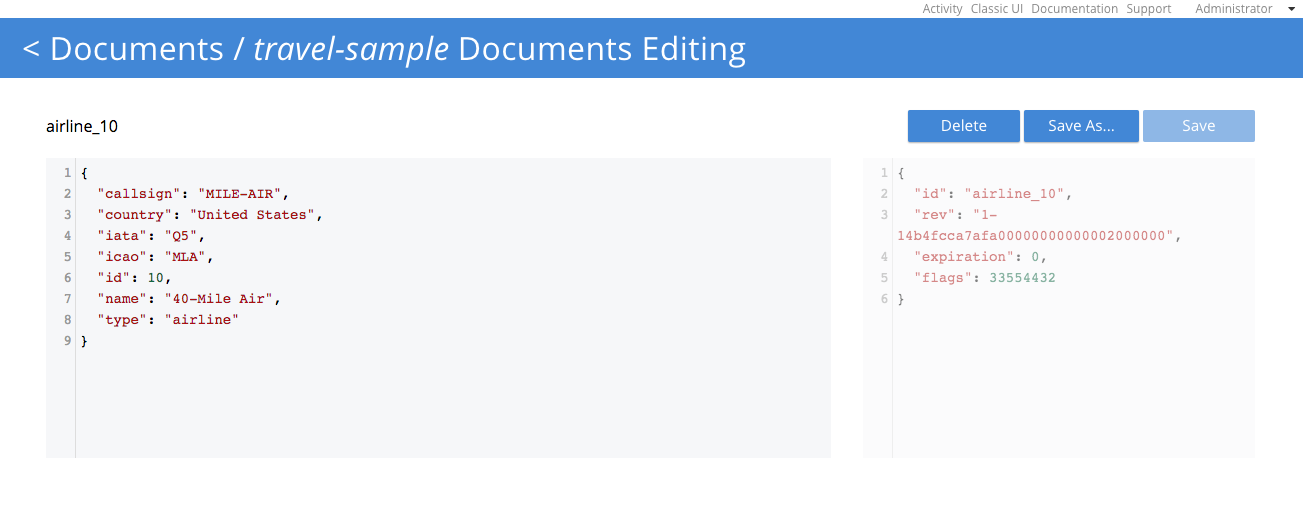 Activity Classic UI Documentation Support Administrator
< Documents / travel-sample Documents Editing
airline_10
Delete Save As... Save
1 {
2 "callsign": "MILE-AIR",
3 "country": "United States",
4 "iata": "Q5",
5 "icao": "MLA",
6 "id": 10,
7 "name": "40-Mile Air",
8 "type": "airline"
9 }
1 {
2 "id": "airline_10",
3 "rev": "1-
14b4fcca7afa00000000000002000000",
4 "expiration": 0,
5 "flags": 33554432
6 }